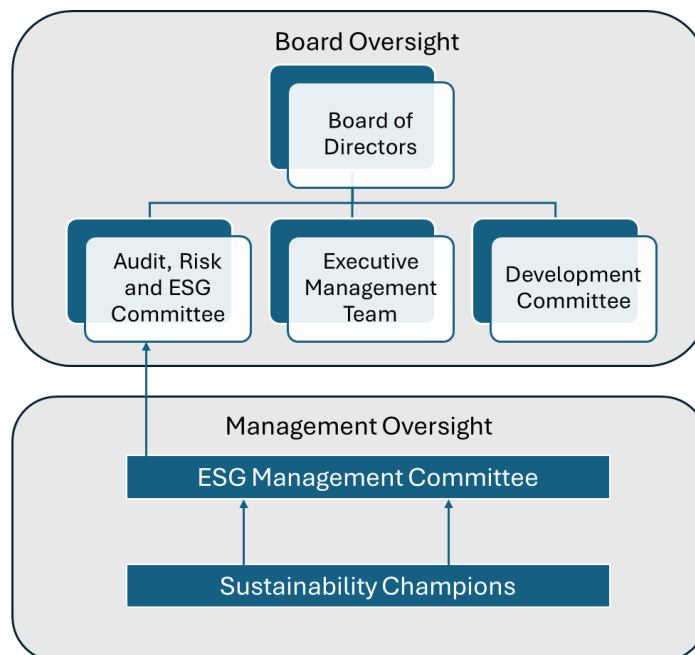 Board Oversight
Board of
Directors
Audit, Risk
and ESG
Committee
Executive
Management
Team
Development
Committee
Management Oversight
ESG Management Committee
Sustainability Champions